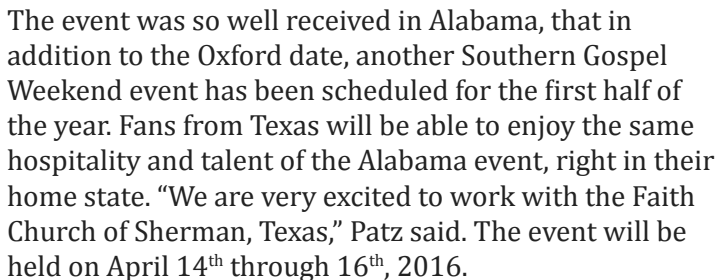 The event was so well received in Alabama, that in
addition to the Oxford date, another Southern Gospel
Weekend event has been scheduled for the first half of
the year. Fans from Texas will be able to enjoy the same
hospitality and talent of the Alabama event, right in their
home state. “We are very excited to work with the Faith
Church of Sherman, Texas,” Patz said. The event will be
held on April 14th through 16th, 2016.